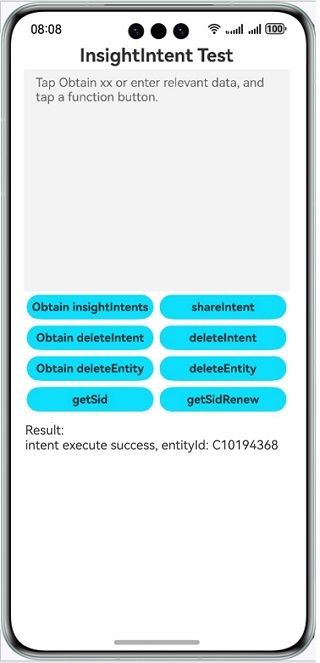 08:08
100
InsightIntent Test
Tap Obtain xx or enter relevant data, and
tap a function button.
Obtain insightIntents
shareIntent
Obtain deleteIntent
deleteIntent
Obtain deleteEntity
deleteEntity
getSid
getSidRenew
Result:
intent execute success, entityId: C10194368